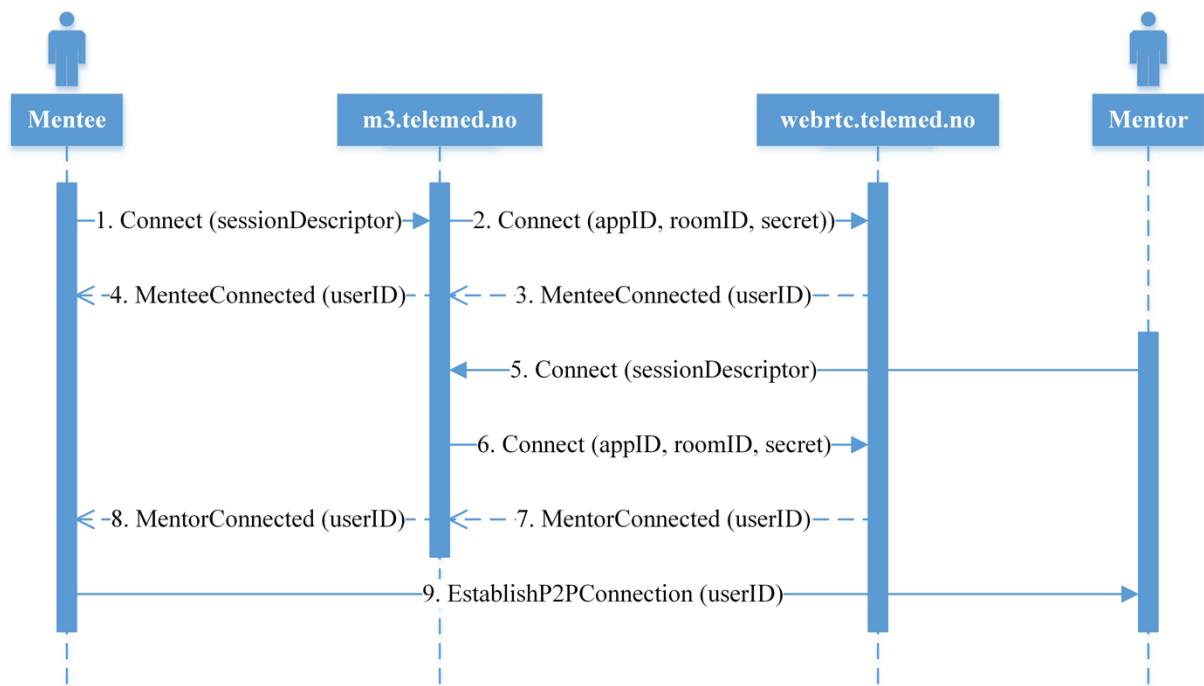 Mentee
m3.telemed.no
webrtc.telemed.no
Mentor
1. Connect (sessionDescriptor)
2. Connect (appID, roomID, secret))
4. MenteeConnected (userID)
3. MenteeConnected (userID)
5. Connect (sessionDescriptor)
6. Connect (appID, roomID, secret)
8. MentorConnected (userID)
7. MentorConnected (userID)
9. EstablishP2PConnection (userID)